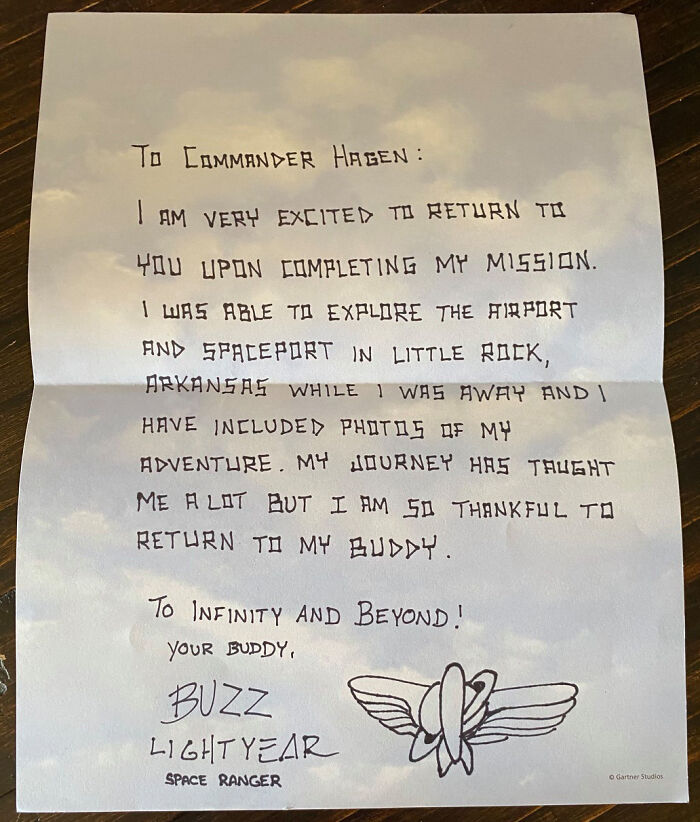 To Commander Hagen:
I AM VERY EXCITED TO RETURN TO
YOU UPON COMPLETING MY MISSION.
I WAS ABLE TO EXPLORE THE AIRPORT
AND SPACEPORT IN LITTLE ROCK,
ARKANSAS WHILE I WAS AWAY AND I
HAVE INCLUDED PHOTOS OF MY
ADVENTURE. MY JOURNEY HAS TAUGHT
ME A LOT BUT I AM SO THANKFUL TO
RETURN TO MY BUDDY.
To Infinity and Beyond!
YOUR BUDDY,
BUZZ
LIGHTYEAR
SPACE RANGER
© Gartner Studios